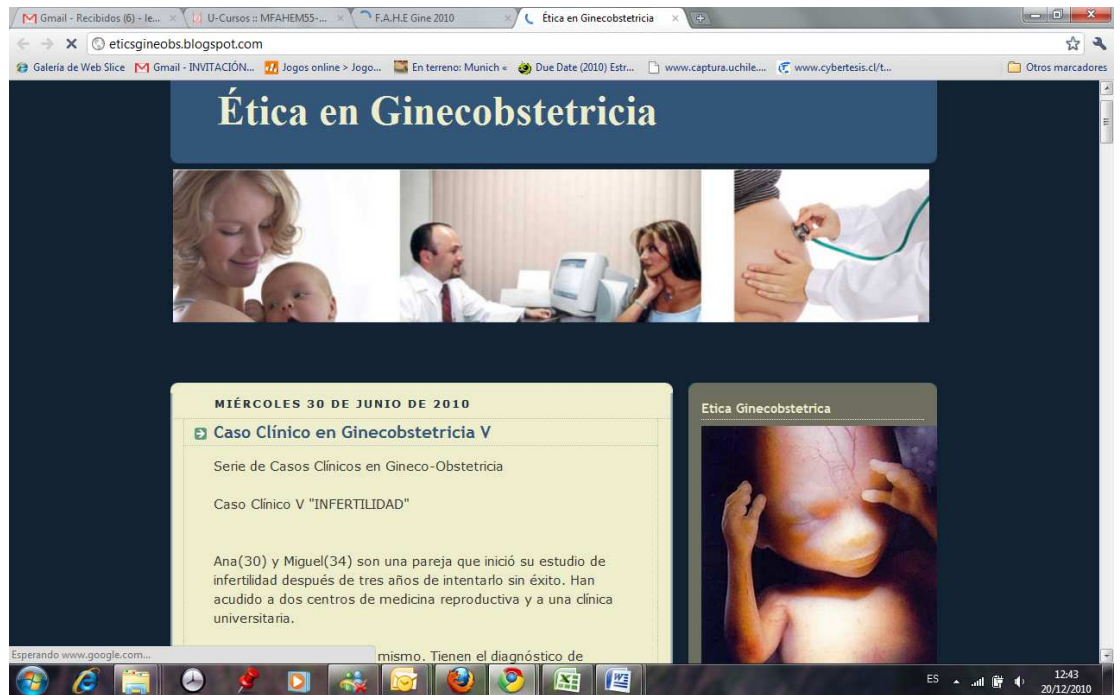 Gmail - Recibidos (6) - le...
U-Cursos :: MFAHEM55-...
F.A.H.E Gine 2010
Ética en Ginecobstetricia
eticsgineobs.blogspot.com
Galería de Web Slice
Gmail - INVITACIÓN...
Jogos online > Jogo...
En terreno: Munich «
Due Date (2010) Estr...
www.captura.uchile....
www.cybertesis.cl/t...
Otros marcadores
Ética en Ginecobstetricia
MIÉRCOLES 30 DE JUNIO DE 2010
Caso Clínico en Ginecobstetricia V
Serie de Casos Clínicos en Gineco-Obstetricia
Caso Clínico V "INFERTILIDAD"
Ana(30) y Miguel(34) son una pareja que inició su estudio de
infertilidad después de tres años de intentarlo sin éxito. Han
acudido a dos centros de medicina reproductiva y a una clínica
universitaria.
mismo. Tienen el diagnóstico de
Etica Ginecobstetrica
Esperando www.google.com...
ES
12:43
20/12/2010